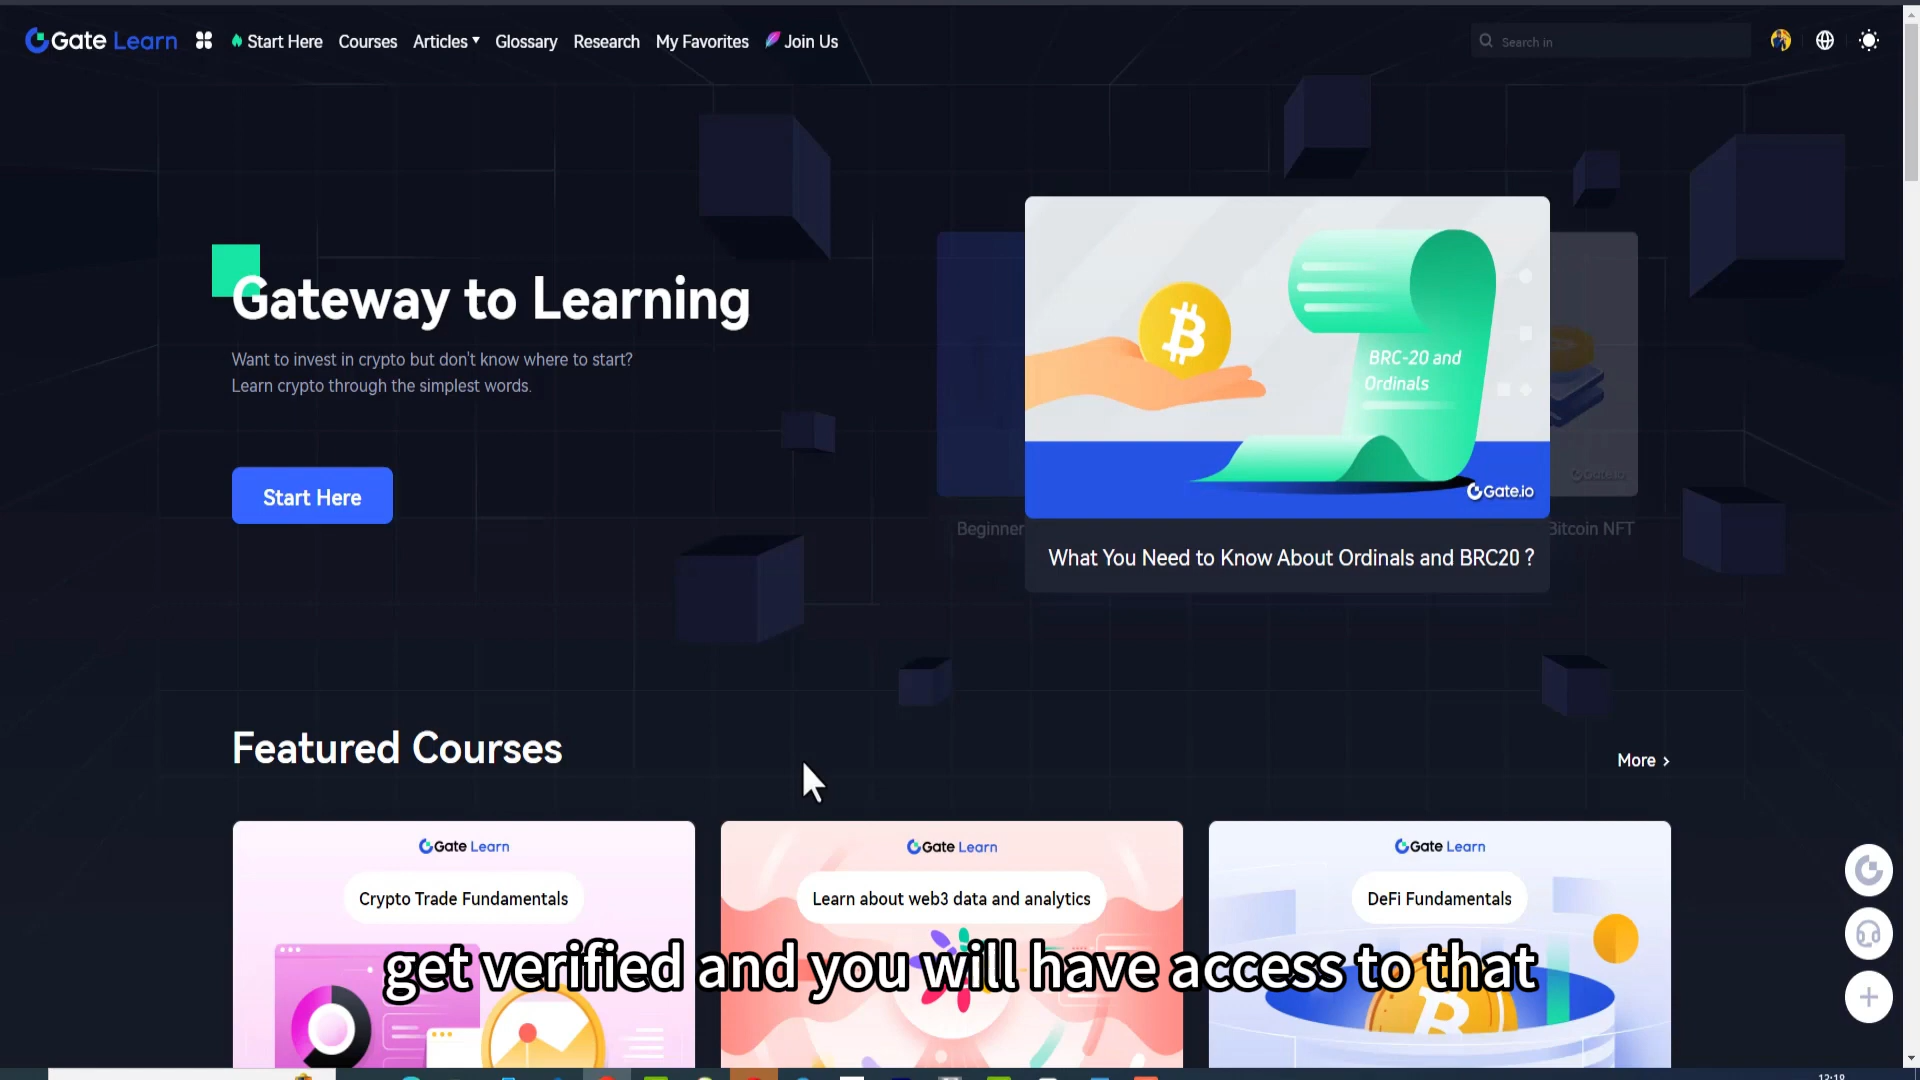 Gate Learn
Start Here
Courses
Articles
Glossary
Research
My Favorites
Join Us
Search in
Gateway to Learning
Want to invest in crypto but don't know where to start?
Learn crypto through the simplest words.
Start Here
BRC-20 and
Ordinals
Gate.io
Gate.io
Beginner
Bitcoin NFT
What You Need to Know About Ordinals and BRC20 ?
Featured Courses
More
Gate Learn
Gate Learn
Gate Learn
Crypto Trade Fundamentals
Learn about web3 data and analytics
DeFi Fundamentals
get verified and you will have access to that
12:18